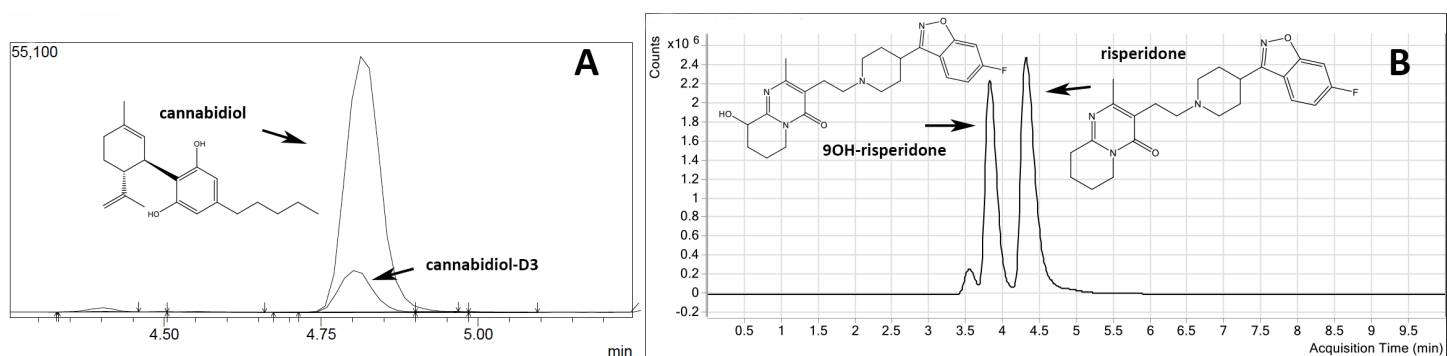 55,100
A
cannabidiol
OH
HO
cannabidiol-D3
4.50
4.75
5.00
min
B
Counts
x10 6
2.4
2.2
2
1.8
1.6
1.4
1.2
1
0.8
0.6
0.4
0.2
0
-0.2
N
O
F
N
N
HO
N
O
9OH-risperidone
risperidone
N
O
F
N
N
N
O
0.5
1
1.5
2
2.5
3
3.5
4
4.5
5
5.5
6
6.5
7
7.5
8
8.5
9
9.5
Acquisition Time (min)